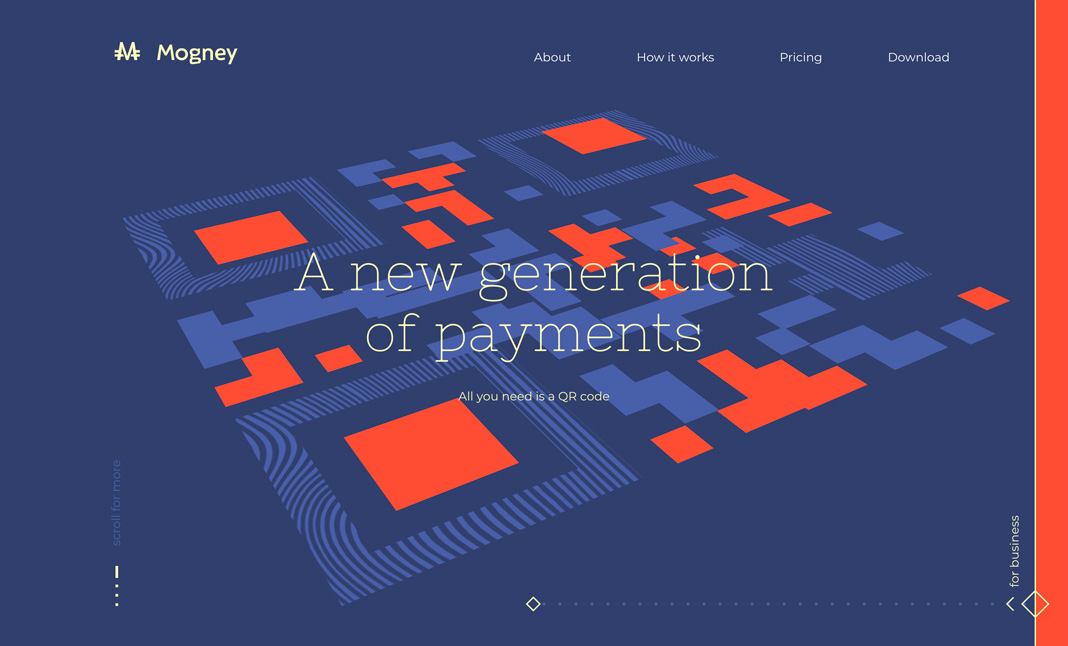 Mogney
About
How it works
Pricing
Download
A new generation
of payments
All you need is a QR code
scroll for more
for business